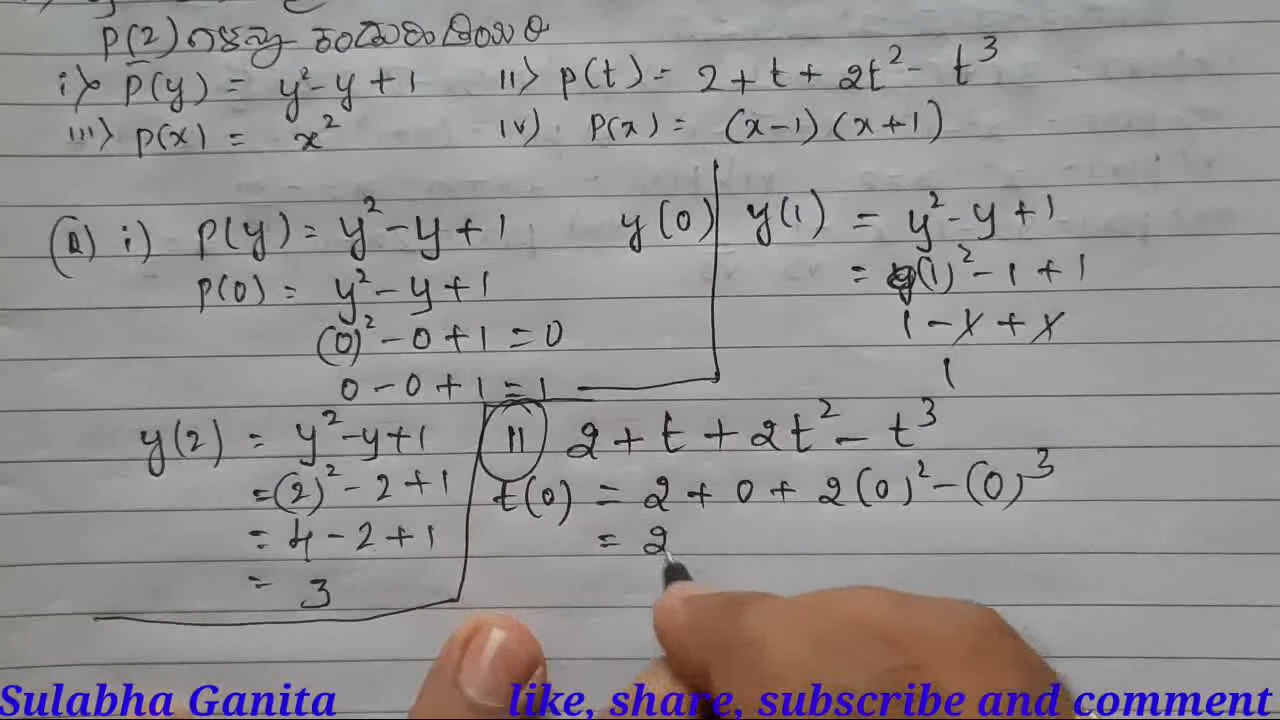 P(2) ಗಳನ್ನು ಕಂಡುಹಿಡಿಯಿರಿ
i) P(y) = y² - y + 1 II) p(t) = 2 + t + 2t² - t³
iii) p(x) = x² iv) P(x) = (x-1) (x+1)
(Q) i) P(y) = y² - y + 1 y(0)
P(0) = y² - y + 1
(0)² - 0 + 1 = 0
0 - 0 + 1 = 1
y(1) = y² - y + 1
= (1)² - 1 + 1
1 - 1 + 1
1
y(2) = y² - y + 1
= (2)² - 2 + 1
= 4 - 2 + 1
= 3
II 2 + t + 2t² - t³
t(0) = 2 + 0 + 2(0)² - (0)³
= 2
Sulabha Ganita like, share, subscribe and comment